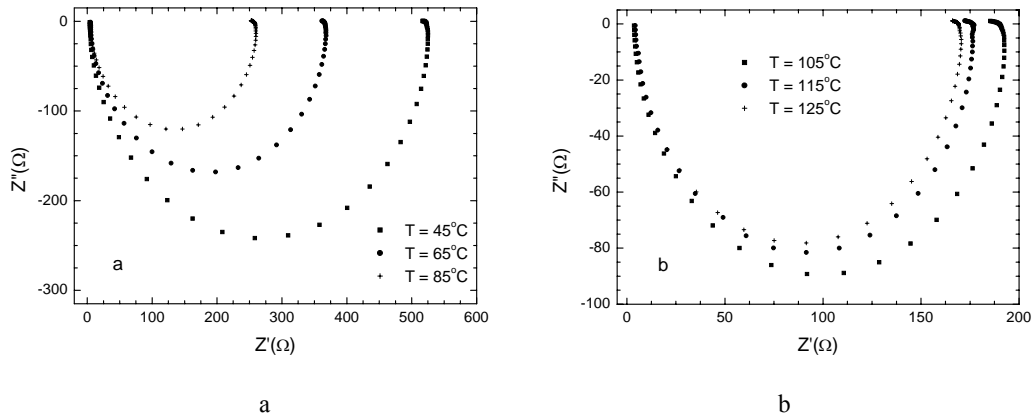 0
-100
-200
-300
Z''(Ω)
0 100 200 300 400 500 600
Z'(Ω)
a
T = 45°C
T = 65°C
T = 85°C
0
-20
-40
-60
-80
-100
Z''(Ω)
0 50 100 150 200
Z'(Ω)
b
T = 105°C
T = 115°C
T = 125°C
a b